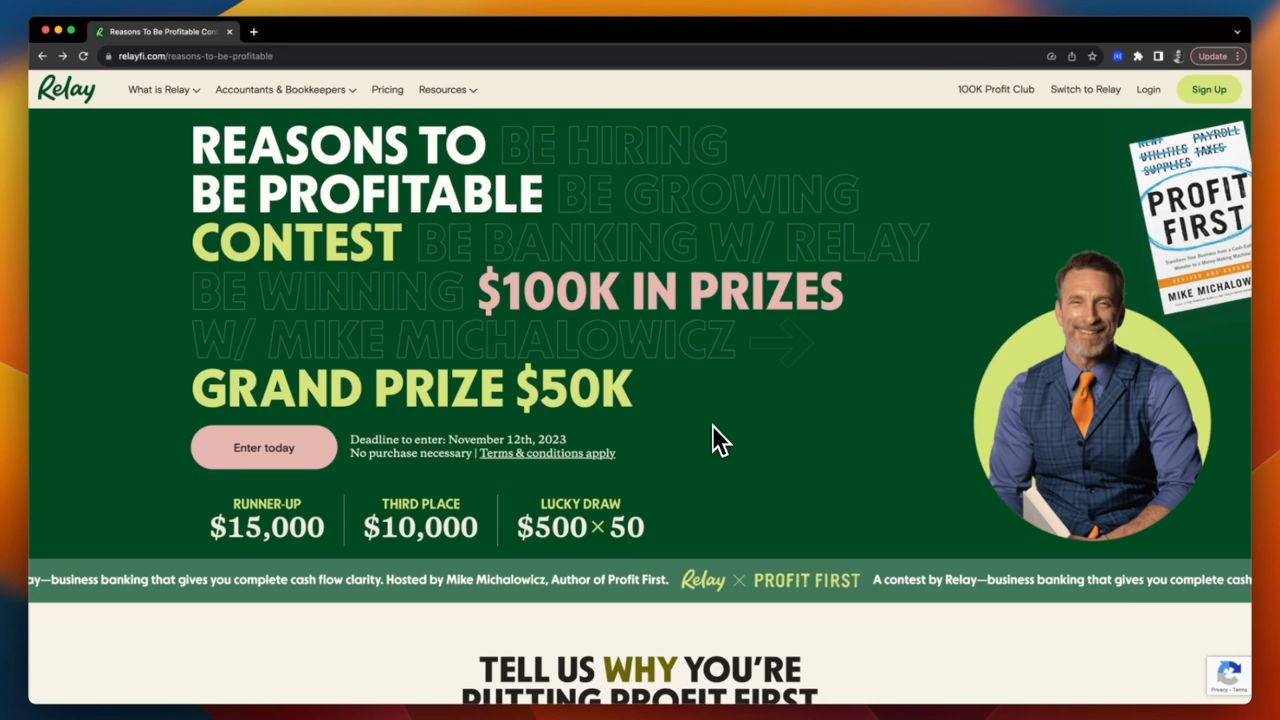 Reasons To Be Profitable Con
relayfi.com/reasons-to-be-profitable
Update
Relay
What is Relay
Accountants & Bookkeepers
Pricing
Resources
100K Profit Club
Switch to Relay
Login
Sign Up
REASONS TO BE HIRING
BE PROFITABLE BE GROWING
CONTEST BE BANKING W/ RELAY
BE WINNING $100K IN PRIZES
W/ MIKE MICHALOWICZ
GRAND PRIZE $50K
Enter today
Deadline to enter: November 12th, 2023
No purchase necessary | Terms & conditions apply
RUNNER-UP
$15,000
THIRD PLACE
$10,000
LUCKY DRAW
$500 × 50
PAYROLL
UTILITIES TAXES
SUPPLIES
PROFIT
FIRST
MIKE MICHALOW
ay—business banking that gives you complete cash flow clarity. Hosted by Mike Michalowicz, Author of Profit First. Relay × PROFIT FIRST A contest by Relay—business banking that gives you complete cash
TELL US WHY YOU'RE
PUTTING PROFIT FIRST
Privacy - Terms